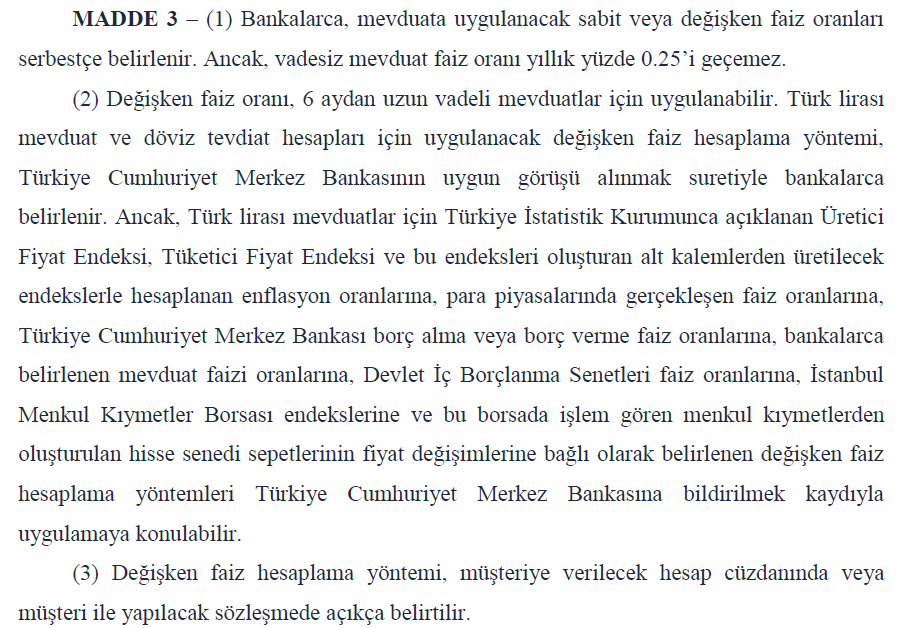 MADDE 3 – (1) Bankalarca, mevduata uygulanacak sabit veya değişken faiz oranları
serbestçe belirlenir. Ancak, vadesiz mevduat faiz oranı yıllık yüzde 0.25’i geçemez.
(2) Değişken faiz oranı, 6 aydan uzun vadeli mevduatlar için uygulanabilir. Türk lirası
mevduat ve döviz tevdiat hesapları için uygulanacak değişken faiz hesaplama yöntemi,
Türkiye Cumhuriyet Merkez Bankasının uygun görüşü alınmak suretiyle bankalarca
belirlenir. Ancak, Türk lirası mevduatlar için Türkiye İstatistik Kurumunca açıklanan Üretici
Fiyat Endeksi, Tüketici Fiyat Endeksi ve bu endeksleri oluşturan alt kalemlerden üretilecek
endekslerle hesaplanan enflasyon oranlarına, para piyasalarında gerçekleşen faiz oranlarına,
Türkiye Cumhuriyet Merkez Bankası borç alma veya borç verme faiz oranlarına, bankalarca
belirlenen mevduat faizi oranlarına, Devlet İç Borçlanma Senetleri faiz oranlarına, İstanbul
Menkul Kıymetler Borsası endekslerine ve bu borsada işlem gören menkul kıymetlerden
oluşturulan hisse senedi sepetlerinin fiyat değişimlerine bağlı olarak belirlenen değişken faiz
hesaplama yöntemleri Türkiye Cumhuriyet Merkez Bankasına bildirilmek kaydıyla
uygulamaya konulabilir.
(3) Değişken faiz hesaplama yöntemi, müşteriye verilecek hesap cüzdanında veya
müşteri ile yapılacak sözleşmede açıkça belirtilir.